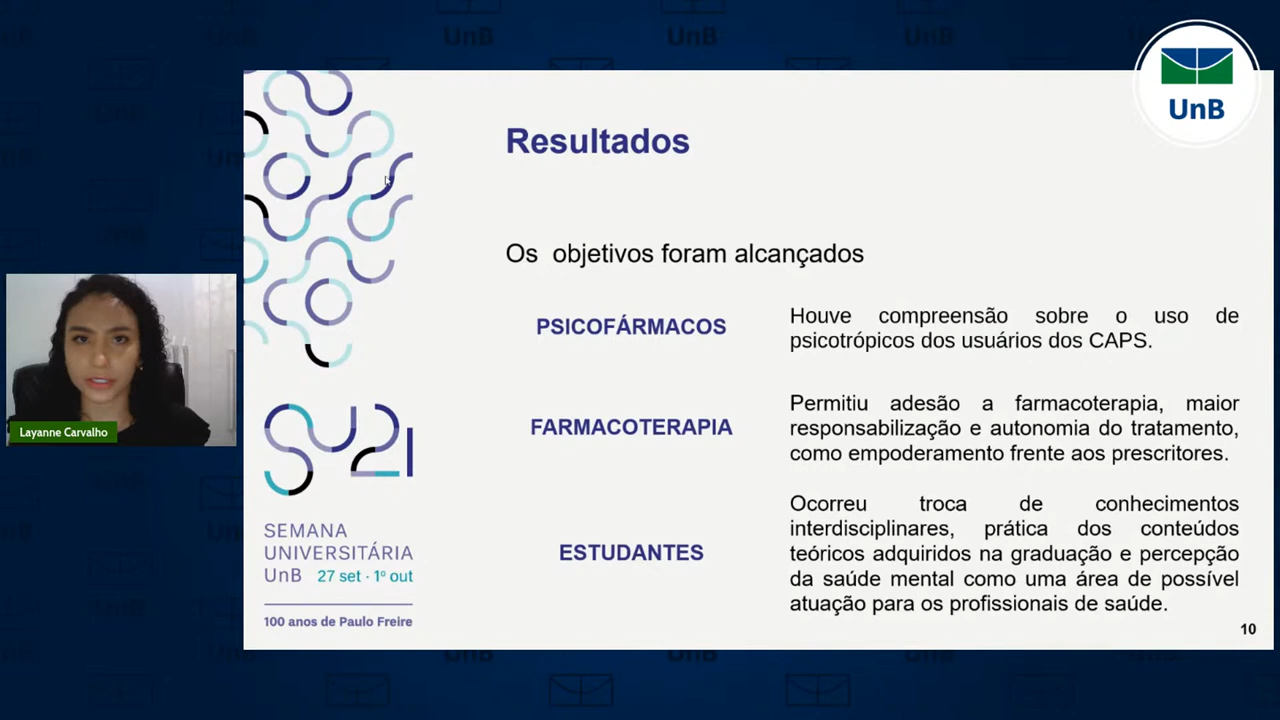 UnB
Resultados
Os objetivos foram alcançados
PSICOFÁRMACOS
Houve compreensão sobre o uso de
psicotrópicos dos usuários dos CAPS.
FARMACOTERAPIA
Permitiu adesão a farmacoterapia, maior
responsabilização e autonomia do tratamento,
como empoderamento frente aos prescritores.
ESTUDANTES
Ocorreu troca de conhecimentos
interdisciplinares, prática dos conteúdos
teóricos adquiridos na graduação e percepção
da saúde mental como uma área de possível
atuação para os profissionais de saúde.
10
Layanne Carvalho
SU21
SEMANA
UNIVERSITÁRIA
UnB 27 set · 1º out
100 anos de Paulo Freire